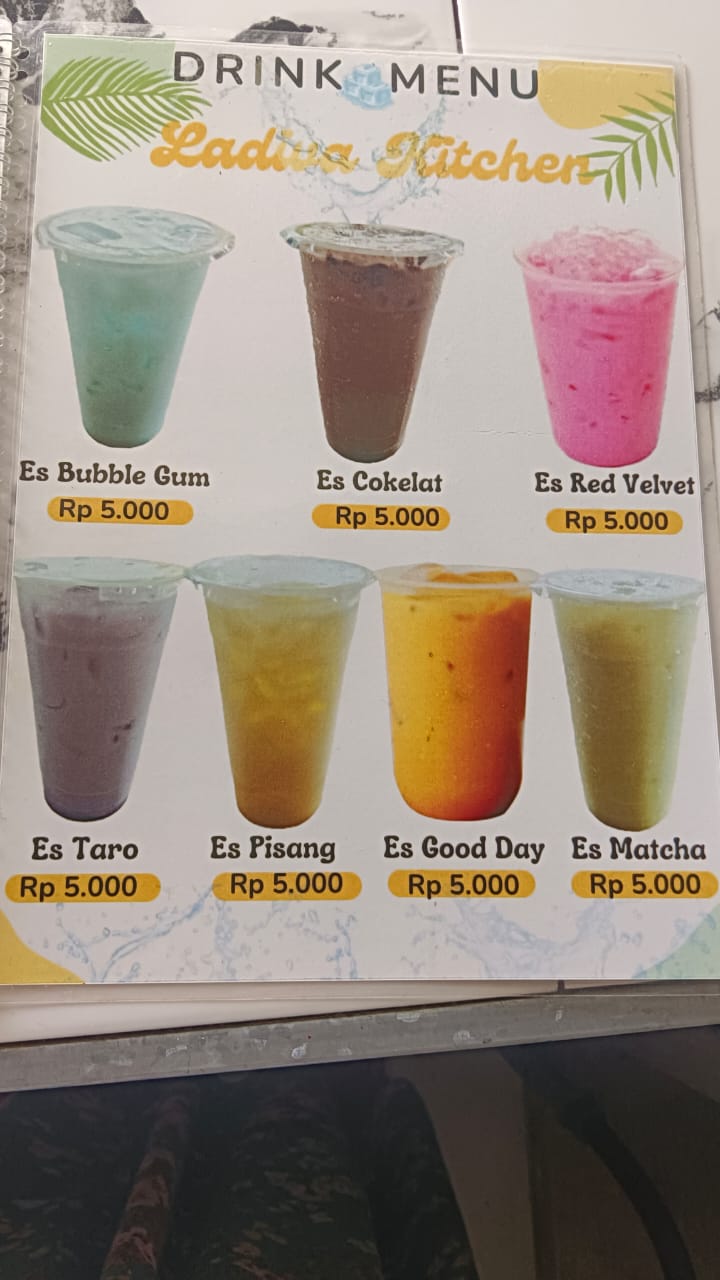 DRINK MENU
Ladiva Kitchen
Es Bubble Gum
Rp 5.000
Es Cokelat
Rp 5.000
Es Red Velvet
Rp 5.000
Es Taro
Rp 5.000
Es Pisang
Rp 5.000
Es Good Day
Rp 5.000
Es Matcha
Rp 5.000